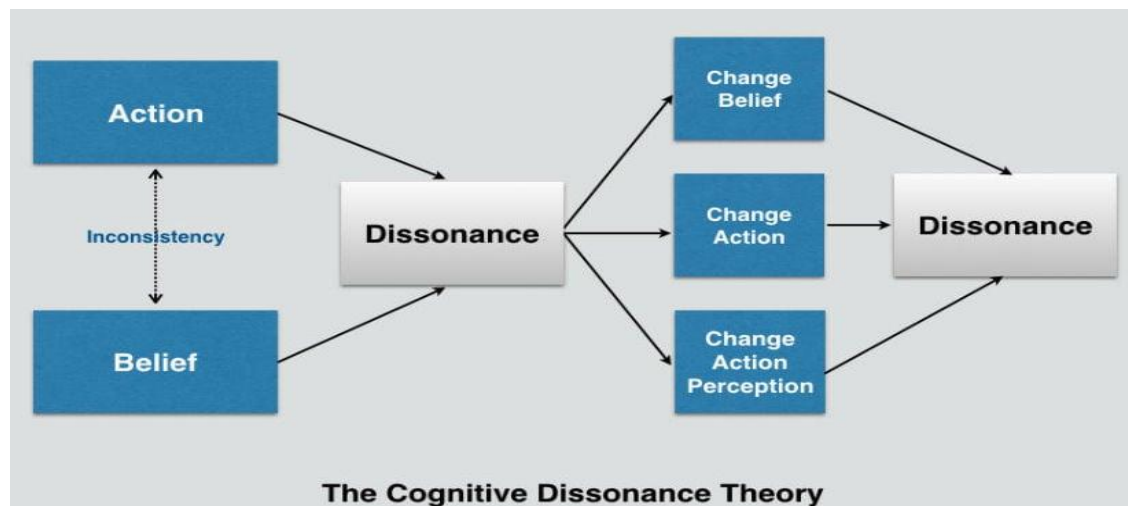 Action
Inconsistency
Belief
Dissonance
Change
Belief
Change
Action
Change
Action
Perception
Dissonance
The Cognitive Dissonance Theory